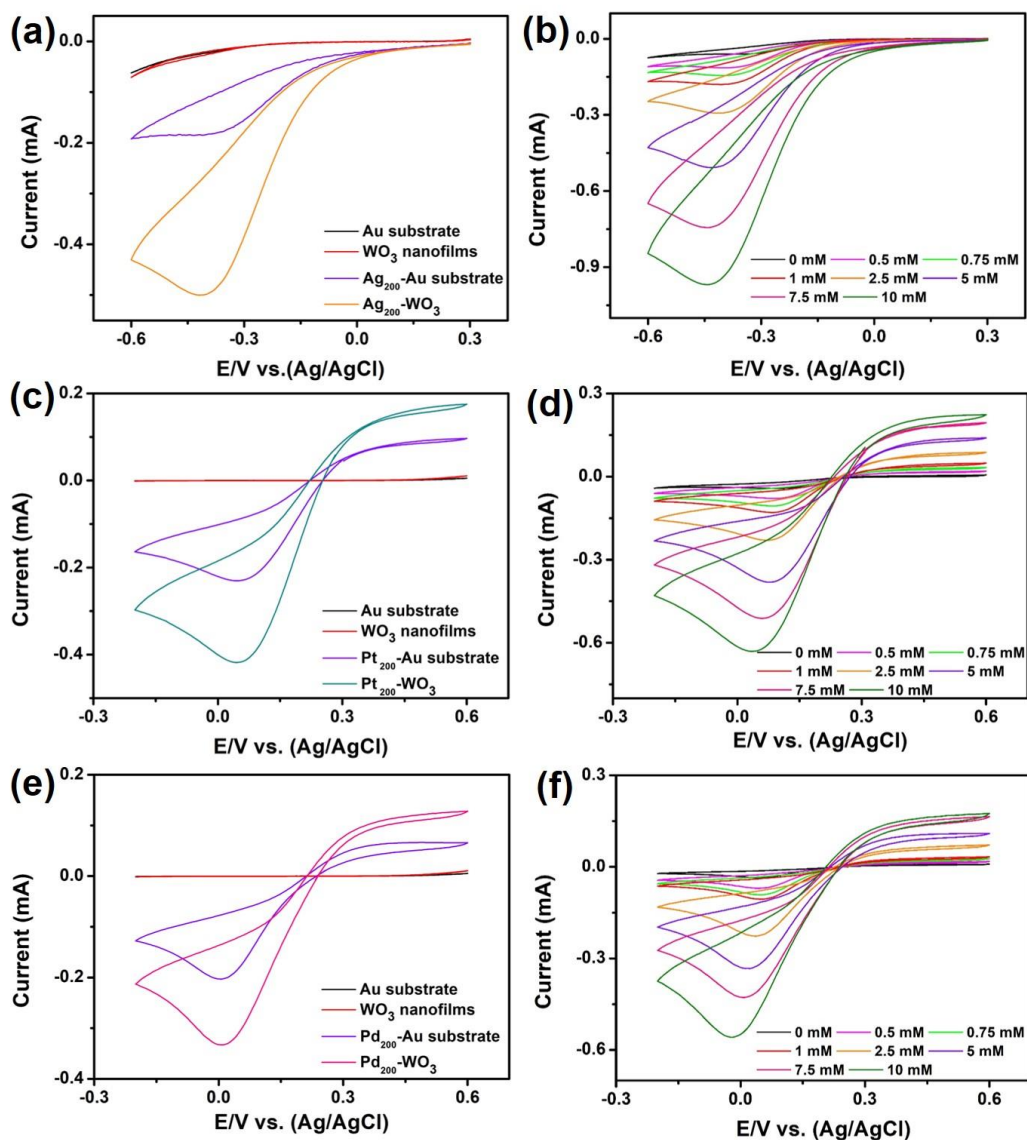 (a)
0.0
-0.2
-0.4
Current (mA)
Au substrate
WO3 nanofilms
Ag200-Au substrate
Ag200-WO3
-0.6 -0.3 0.0 0.3
E/V vs.(Ag/AgCl)
(b)
0.0
-0.3
-0.6
-0.9
Current (mA)
0 mM 0.5 mM 0.75 mM
1 mM 2.5 mM 5 mM
7.5 mM 10 mM
-0.6 -0.3 0.0 0.3
E/V vs. (Ag/AgCl)
(c)
0.2
0.0
-0.2
-0.4
Current (mA)
Au substrate
WO3 nanofilms
Pt200-Au substrate
Pt200-WO3
-0.3 0.0 0.3 0.6
E/V vs. (Ag/AgCl)
(d)
0.3
0.0
-0.3
-0.6
Current (mA)
0 mM 0.5 mM 0.75 mM
1 mM 2.5 mM 5 mM
7.5 mM 10 mM
-0.3 0.0 0.3 0.6
E/V vs. (Ag/AgCl)
(e)
0.2
0.0
-0.2
-0.4
Current (mA)
Au substrate
WO3 nanofilms
Pd200-Au substrate
Pd200-WO3
-0.3 0.0 0.3 0.6
E/V vs. (Ag/AgCl)
(f)
0.3
0.0
-0.3
-0.6
Current (mA)
0 mM 0.5 mM 0.75 mM
1 mM 2.5 mM 5 mM
7.5 mM 10 mM
-0.3 0.0 0.3 0.6
E/V vs. (Ag/AgCl)